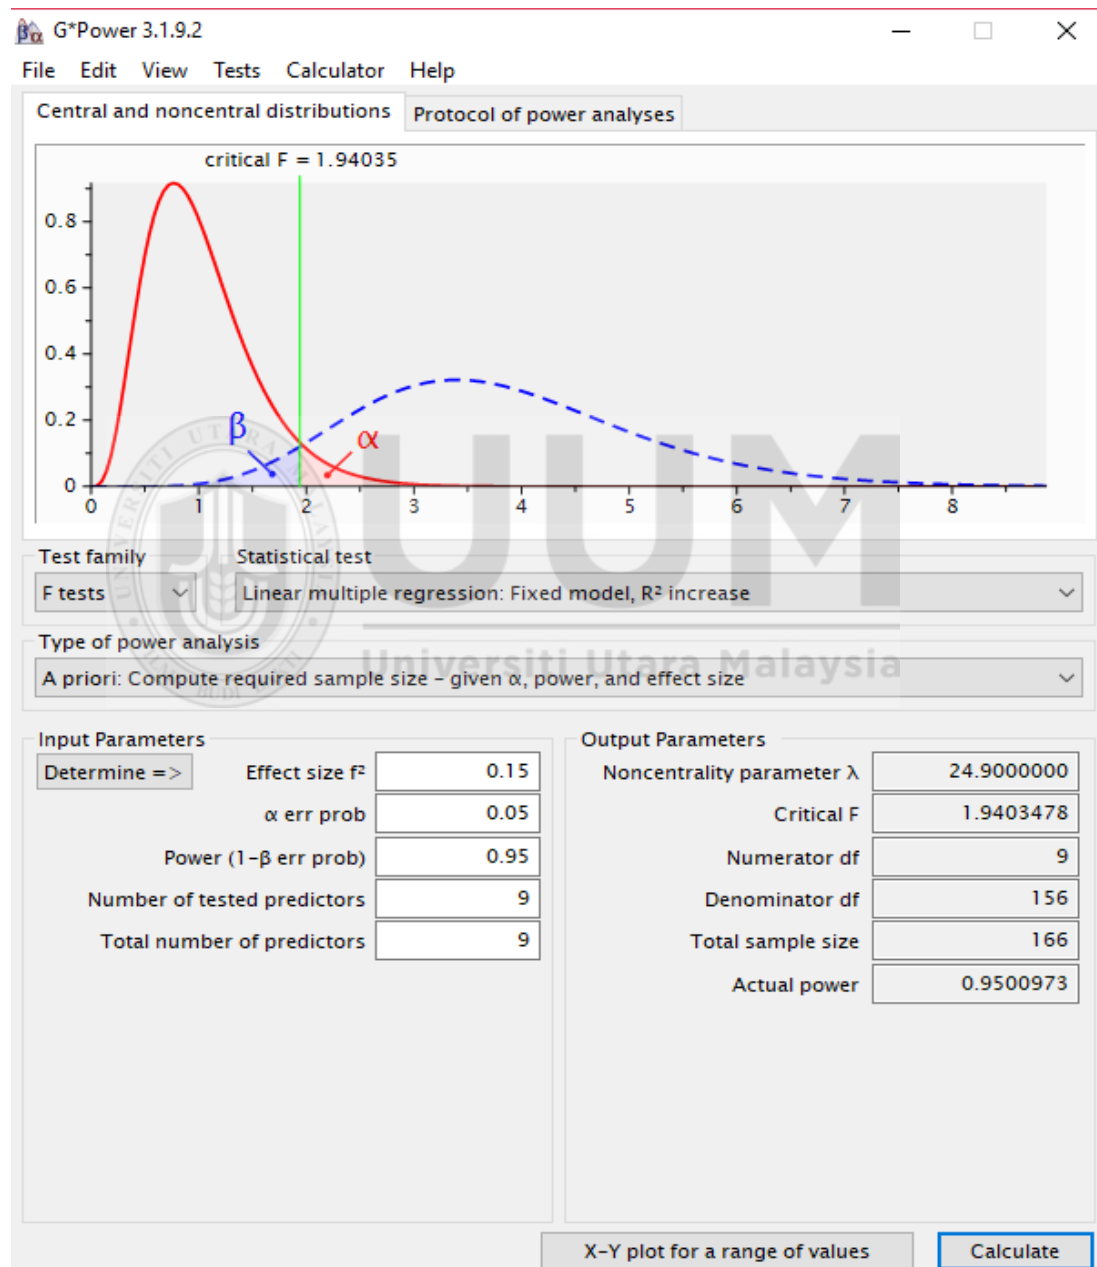 G*Power 3.1.9.2
File Edit View Tests Calculator Help
Central and noncentral distributions Protocol of power analyses
critical F = 1.94035
0.8
0.6
0.4
0.2
0
β
α
0 1 2 3 4 5 6 7 8
UNIVERSITI UTARA MALAYSIA
UUM
Universiti Utara Malaysia
Test family Statistical test
F tests Linear multiple regression: Fixed model, R² increase
Type of power analysis
A priori: Compute required sample size – given α, power, and effect size
Input Parameters
Determine => Effect size f² 0.15
α err prob 0.05
Power (1-β err prob) 0.95
Number of tested predictors 9
Total number of predictors 9
Output Parameters
Noncentrality parameter λ 24.9000000
Critical F 1.9403478
Numerator df 9
Denominator df 156
Total sample size 166
Actual power 0.9500973
X-Y plot for a range of values Calculate